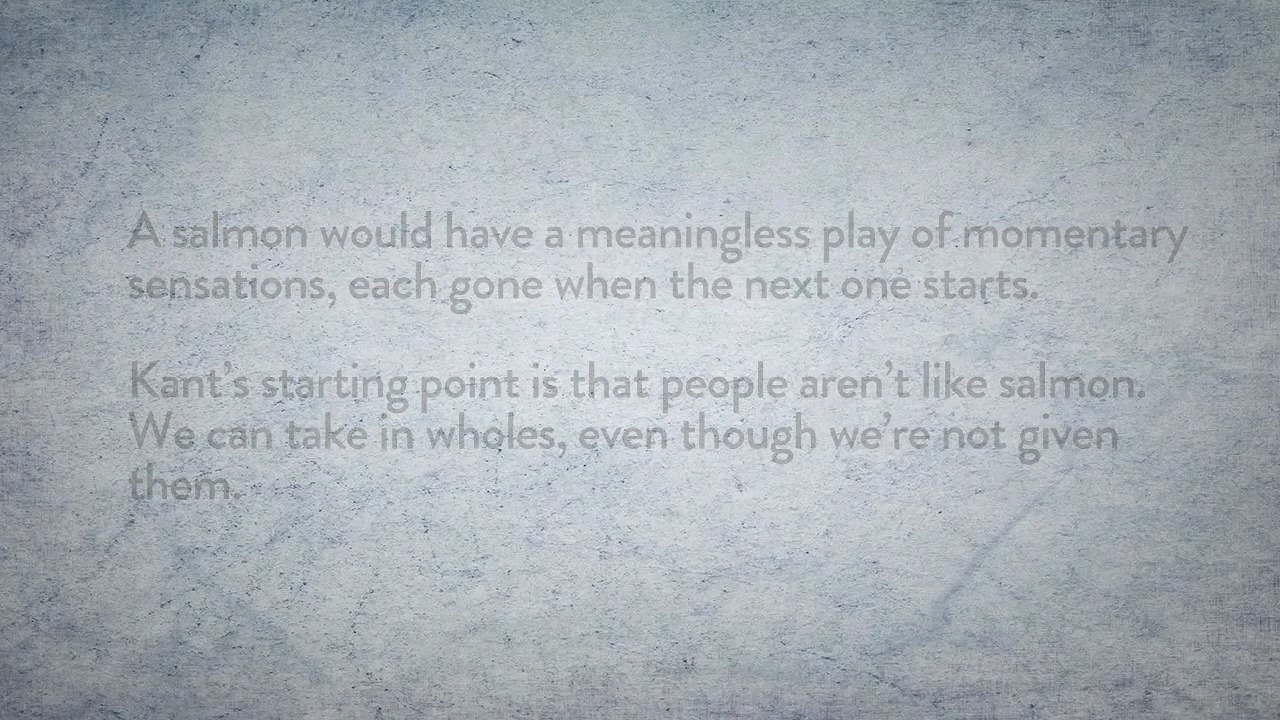 A salmon would have a meaningless play of momentary
sensations, each gone when the next one starts.
Kant's starting point is that people aren't like salmon.
We can take in wholes, even though we're not given
them.